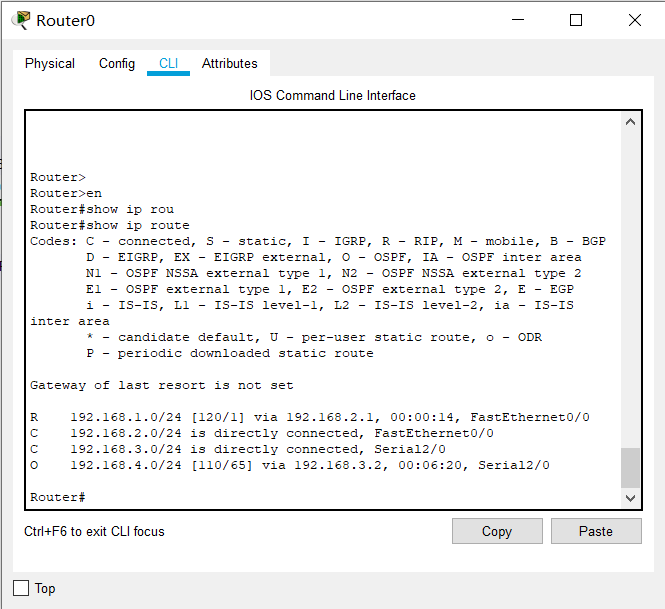 Router0
Physical Config CLI Attributes
IOS Command Line Interface
Router>
Router>en
Router#show ip rou
Router#show ip route
Codes: C - connected, S - static, I - IGRP, R - RIP, M - mobile, B - BGP
D - EIGRP, EX - EIGRP external, O - OSPF, IA - OSPF inter area
N1 - OSPF NSSA external type 1, N2 - OSPF NSSA external type 2
E1 - OSPF external type 1, E2 - OSPF external type 2, E - EGP
i - IS-IS, L1 - IS-IS level-1, L2 - IS-IS level-2, ia - IS-IS
inter area
* - candidate default, U - per-user static route, o - ODR
P - periodic downloaded static route
Gateway of last resort is not set
R 192.168.1.0/24 [120/1] via 192.168.2.1, 00:00:14, FastEthernet0/0
C 192.168.2.0/24 is directly connected, FastEthernet0/0
C 192.168.3.0/24 is directly connected, Serial2/0
O 192.168.4.0/24 [110/65] via 192.168.3.2, 00:06:20, Serial2/0
Router#
Ctrl+F6 to exit CLI focus
Copy Paste
Top